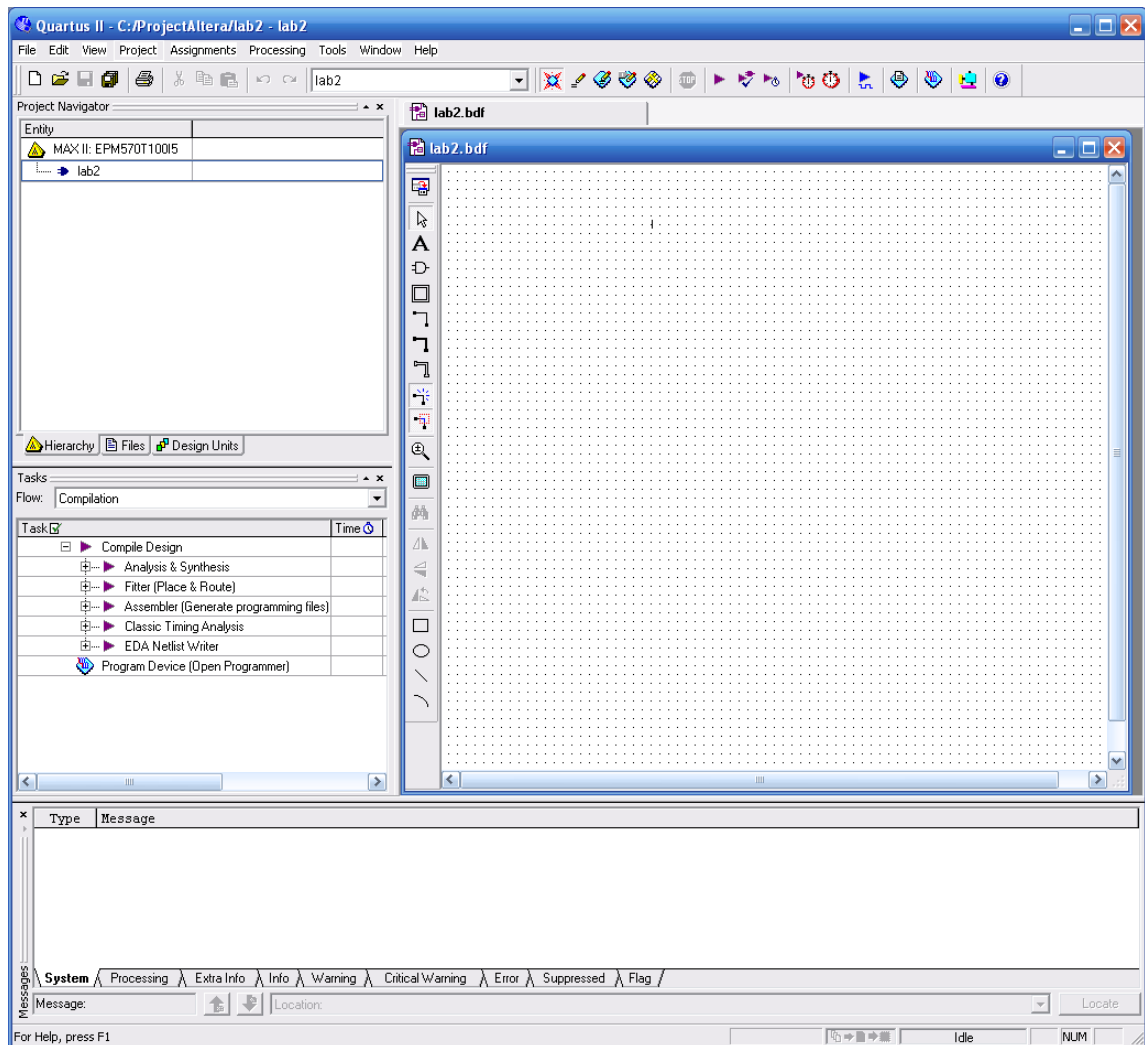 Quartus II - C:/ProjectAltera/lab2 - lab2
File Edit View Project Assignments Processing Tools Window Help
lab2
STOP
Project Navigator
lab2.bdf
Entity
MAX II: EPM570T100I5
lab2
lab2.bdf
A
Hierarchy Files Design Units
Tasks
Flow: Compilation
Task Time
Compile Design
Analysis & Synthesis
Fitter (Place & Route)
Assembler (Generate programming files)
Classic Timing Analysis
EDA Netlist Writer
Program Device (Open Programmer)
Type Message
System Processing Extra Info Info Warning Critical Warning Error Suppressed Flag
Messages
Message: Location: Locate
For Help, press F1 Idle NUM